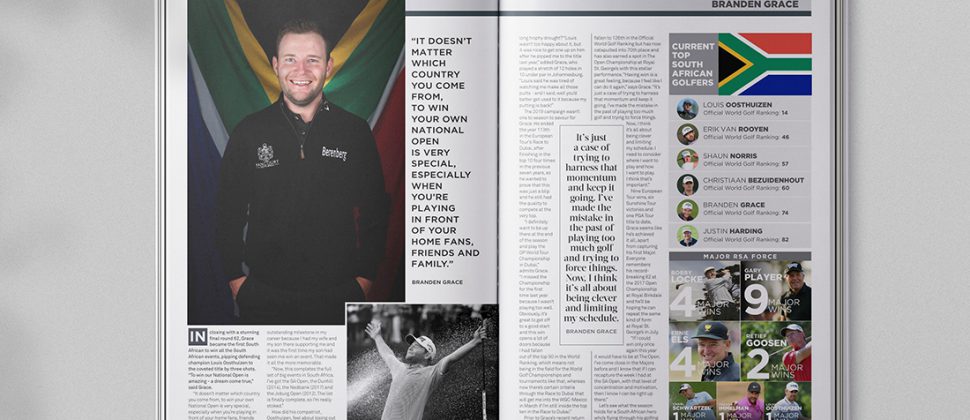 BRANDEN GRACE
Berenberg
"IT DOESN'T
MATTER
WHICH
COUNTRY
YOU COME
FROM,
TO WIN
YOUR OWN
NATIONAL
OPEN
IS VERY
SPECIAL,
ESPECIALLY
WHEN
YOU'RE
PLAYING
IN FRONT
OF YOUR
HOME FANS,
FRIENDS AND
FAMILY."
BRANDEN GRACE
IN closing with a stunning
final round 62, Grace
became the first South
African to win all the South
African events, pipping defending
champion Louis Oosthuizen to
the coveted title by three shots.
"To win our National Open is
amazing - a dream come true,"
said Grace.
"It doesn't matter which country
you come from, to win your own
National Open is very special,
especially when you're playing in
front of your home fans, friends
outstanding milestone in my
career because I had my wife and
my son there supporting me and
it was the first time my son had
seen me win an event. That made
it all the more memorable.
"Now, this completes the full
set of big events in South Africa.
I've got the SA Open, the Dunhill
(2014), the Nedbank (2017) and
the Joburg Open (2012). The list
is finally complete, so I'm really
stoked."
How did his compatriot,
Oosthuizen, feel about losing out
long trophy drought? "Louis
wasn't too happy about it, but
it was nice to get one up on him
after he pipped me to the title
last year," added Grace, who
played a stretch of 12 holes in
10 under par in Johannesburg.
"Louis said he was tired of
watching me make all those
putts - and I said, well you'd
better get used to it because my
putting is back!"
The 2019 campaign wasn't
one to season to savour for
Grace. He ended
the year 113th
in the European
Tour's Race to
Dubai, after
finishing in the
top 10 four times
in the previous
seven years, so
he wanted to
prove that this
was just a blip
and he still had
the quality to
compete at the
very top.
"I definitely
want to be up
there at the end
of the season
and play the
DP World Tour
Championship
in Dubai,"
admits Grace.
"I missed the
Championship
for the first
time last year
because I wasn't
playing too well.
Obviously, it's
great to get off
to a good start
and this win
opens a lot of
doors because
I had fallen
out of the top 90 in the World
Ranking, which means not
being in the field for the World
Golf Championships and
tournaments like that, whereas
now there's certain criteria
through the Race to Dubai that
will get me into the WGC-Mexico
in March if I'm still inside the top
ten in the Race to Dubai."
Prior to Grace's recent return
It's just
a case of
trying to
harness that
momentum
and keep it
going. I've
made the
mistake in
the past of
playing too
much golf
and trying to
force things.
Now, I think
it's all about
being clever
and limiting
my schedule.
BRANDEN GRACE
fallen to 126th in the Official
World Golf Ranking but has now
catapulted into 70th place and
has also earned a spot in The
Open Championship at Royal
St. George's with this stellar
performance. "Having won is a
great feeling, because I feel like I
can do it again," says Grace. "It's
just a case of trying to harness
that momentum and keep it
going. I've made the mistake in
the past of playing too much
golf and trying to force things.
Now, I think
it's all about
being clever
and limiting
my schedule. I
need to consider
where I want to
play and how
I want to play.
I think that's
important."
Nine European
Tour wins, six
Sunshine Tour
victories and
one PGA Tour
title to date,
Grace seems like
he's achieved
it all, apart
from capturing
his first Major.
Everyone
remembers
his record-
breaking 62 at
the 2017 Open
Championship
at Royal Birkdale
and he'll be
hoping he can
repeat the same
kind of form
at Royal St.
George's in July.
"If I could
win only once
again this year
it would have to be at The Open.
I've come close in the Majors
before and I know that if I can
recapture the week I had at
the SA Open, with that level of
concentration and motivation,
then I know I can do it right up
there!"
Let's see what the season
holds for a South African hero
while flying through his golfing
CURRENT
TOP
SOUTH
AFRICAN
GOLFERS
LOUIS OOSTHUIZEN
Official World Golf Ranking: 14
ERIK VAN ROOYEN
Official World Golf Ranking: 46
SHAUN NORRIS
Official World Golf Ranking: 57
CHRISTIAAN BEZUIDENHOUT
Official World Golf Ranking: 60
BRANDEN GRACE
Official World Golf Ranking: 74
JUSTIN HARDING
Official World Golf Ranking: 82
MAJOR RSA FORCE
BOBBY
LOCKE
4 MAJOR
WINS
GARY
PLAYER
9 MAJOR
WINS
ERNIE
ELS
4 MAJOR
WINS
RETIEF
GOOSEN
2 MAJOR
WINS
CHARL
SCHWARTZEL
1 MAJOR
TREVOR
IMMELMAN
1 MAJOR
LOUIS
OOSTHUIZEN
1 MAJOR